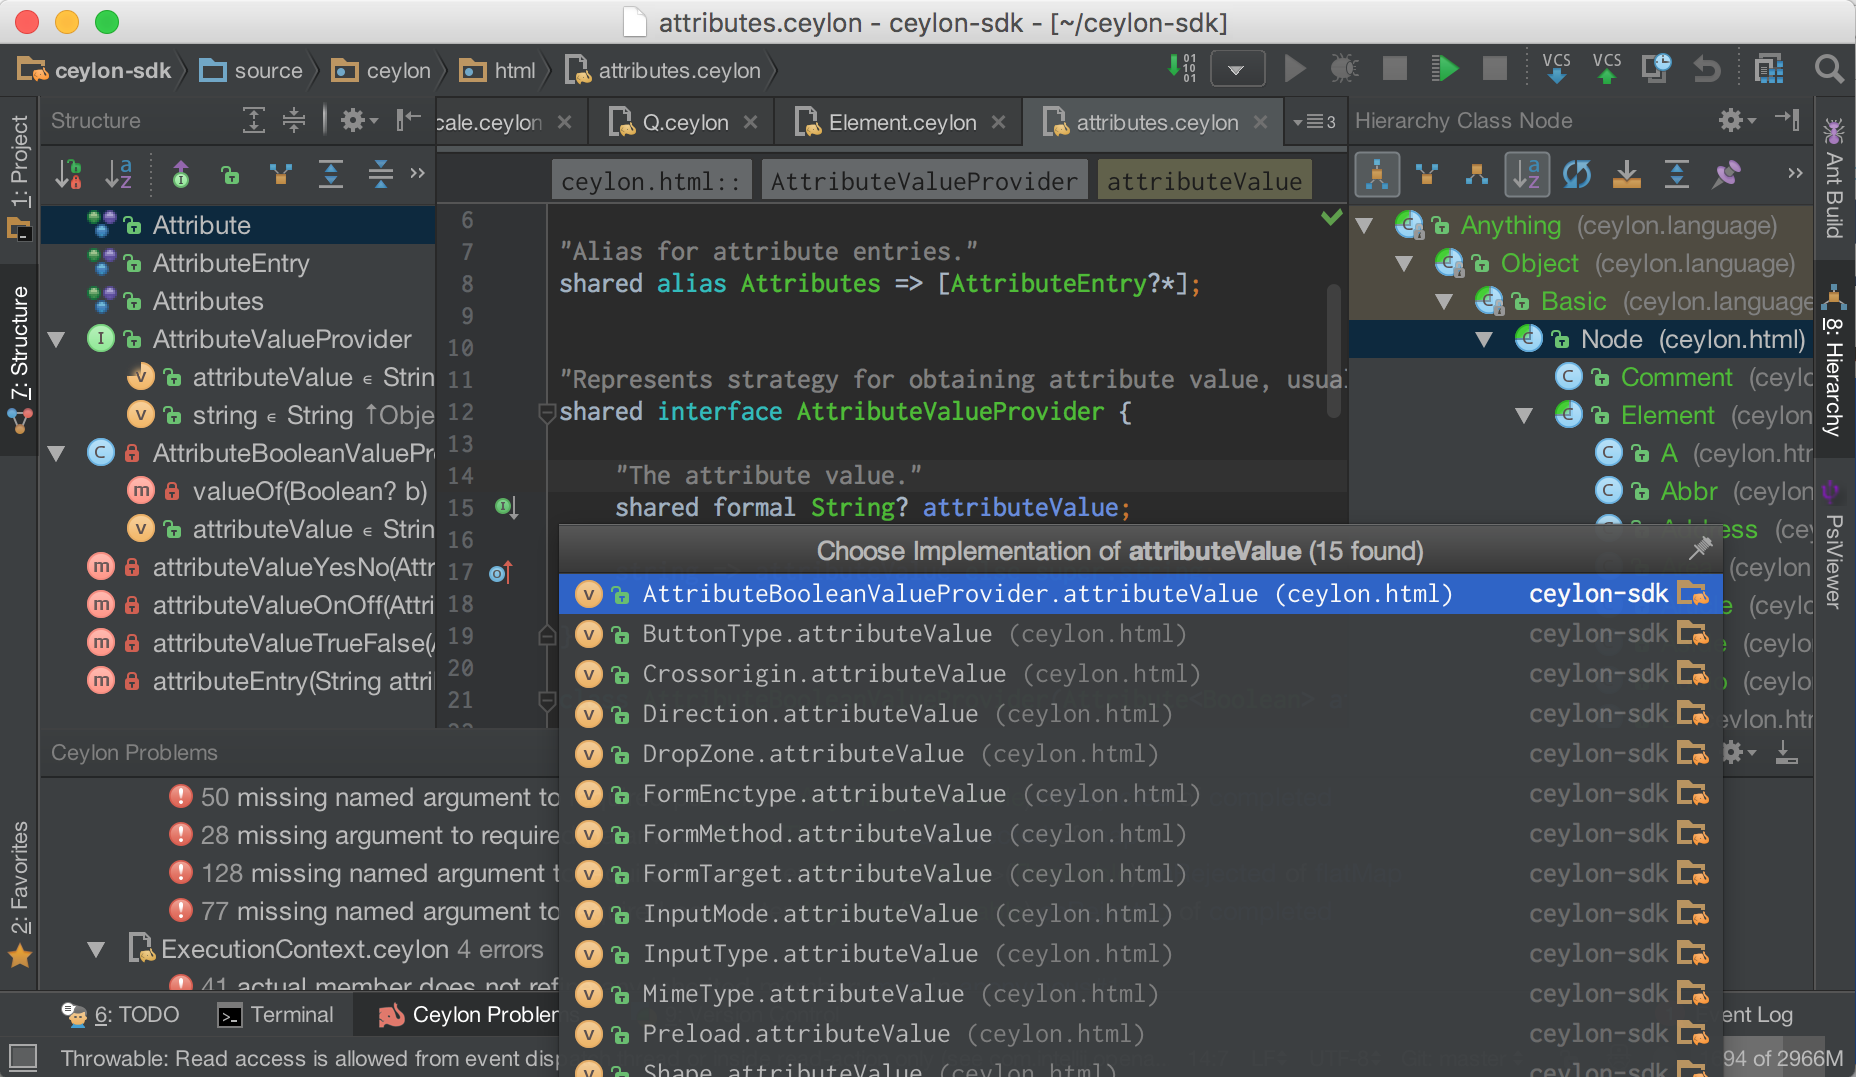 attributes.ceylon - ceylon-sdk - [~/ceylon-sdk]
ceylon-sdk
source
ceylon
html
attributes.ceylon
VCS
VCS
1: Project
7: Structure
2: Favorites
Structure
Attribute
AttributeEntry
Attributes
AttributeValueProvider
attributeValue ∊ Strin
string ∊ String ↑Obje
AttributeBooleanValuePr
valueOf(Boolean? b)
attributeValue ∊ Strin
attributeValueYesNo(Attr
attributeValueOnOff(Attri
attributeValueTrueFalse(A
attributeEntry(String attri
cale.ceylon
Q.ceylon
Element.ceylon
attributes.ceylon
3
ceylon.html::
AttributeValueProvider
attributeValue
6
7 "Alias for attribute entries."
8 shared alias Attributes => [AttributeEntry?*];
9
10
11 "Represents strategy for obtaining attribute value, usua
12 shared interface AttributeValueProvider {
13
14 "The attribute value."
15 shared formal String? attributeValue;
16
17
18
19
20
21
Hierarchy Class Node
Anything (ceylon.language)
Object (ceylon.language)
Basic (ceylon.language
Node (ceylon.html)
Comment (ceylo
Element (ceylon
A (ceylon.htr
Abbr (ceylon
Ant Build
8: Hierarchy
PsiViewer
Choose Implementation of attributeValue (15 found)
AttributeBooleanValueProvider.attributeValue (ceylon.html) ceylon-sdk
ButtonType.attributeValue (ceylon.html) ceylon-sdk
Crossorigin.attributeValue (ceylon.html) ceylon-sdk
Direction.attributeValue (ceylon.html) ceylon-sdk
DropZone.attributeValue (ceylon.html) ceylon-sdk
FormEnctype.attributeValue (ceylon.html) ceylon-sdk
FormMethod.attributeValue (ceylon.html) ceylon-sdk
FormTarget.attributeValue (ceylon.html) ceylon-sdk
InputMode.attributeValue (ceylon.html) ceylon-sdk
InputType.attributeValue (ceylon.html) ceylon-sdk
MimeType.attributeValue (ceylon.html) ceylon-sdk
Preload.attributeValue (ceylon.html) ceylon-sdk
Shape.attributeValue (ceylon.html) ceylon-sdk
Ceylon Problems
50 missing named argument to
28 missing argument to require
128 missing named argument t
77 missing named argument to
ExecutionContext.ceylon 4 errors
41 actual member does not ref
6: TODO
Terminal
Ceylon Problem
ent Log
Throwable: Read access is allowed from event disp
94 of 2966M